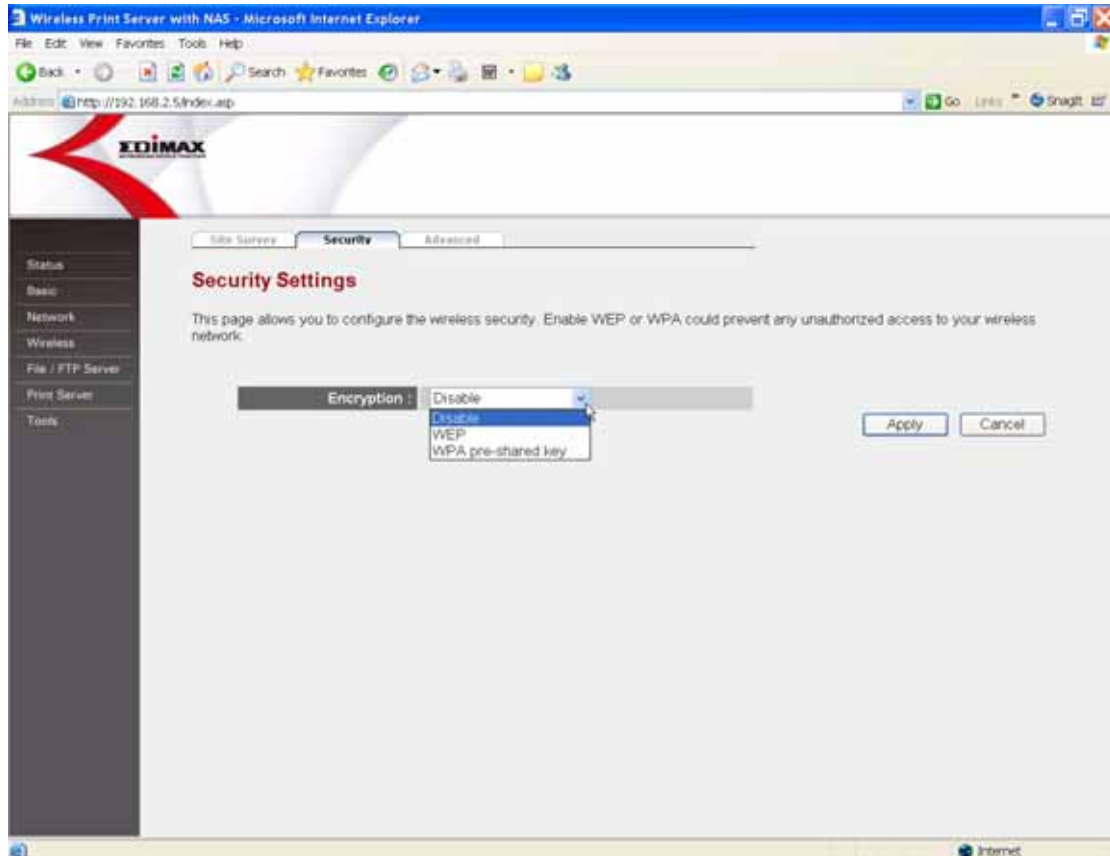 Wireless Print Server with NAS - Microsoft Internet Explorer
File Edit View Favorites Tools Help
Back Search Favorites
Address http://192.168.2.5/index.asp Go Links SnagIt
EDIMAX
Site Survey Security Advanced
Status
Basic
Network
Wireless
File / FTP Server
Print Server
Tools
Security Settings
This page allows you to configure the wireless security. Enable WEP or WPA could prevent any unauthorized access to your wireless
network.
Encryption : Disable
Disable
WEP
WPA pre-shared key
Apply Cancel
Internet